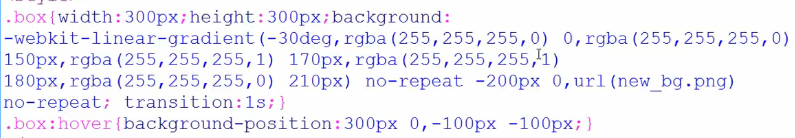 .box{width:300px;height:300px;background:
-webkit-linear-gradient(-30deg,rgba(255,255,255,0) 0,rgba(255,255,255,0)
150px,rgba(255,255,255,1) 170px,rgba(255,255,255,1)
180px,rgba(255,255,255,0) 210px) no-repeat -200px 0,url(new_bg.png)
no-repeat; transition:1s;}
.box:hover{background-position:300px 0,-100px -100px;}